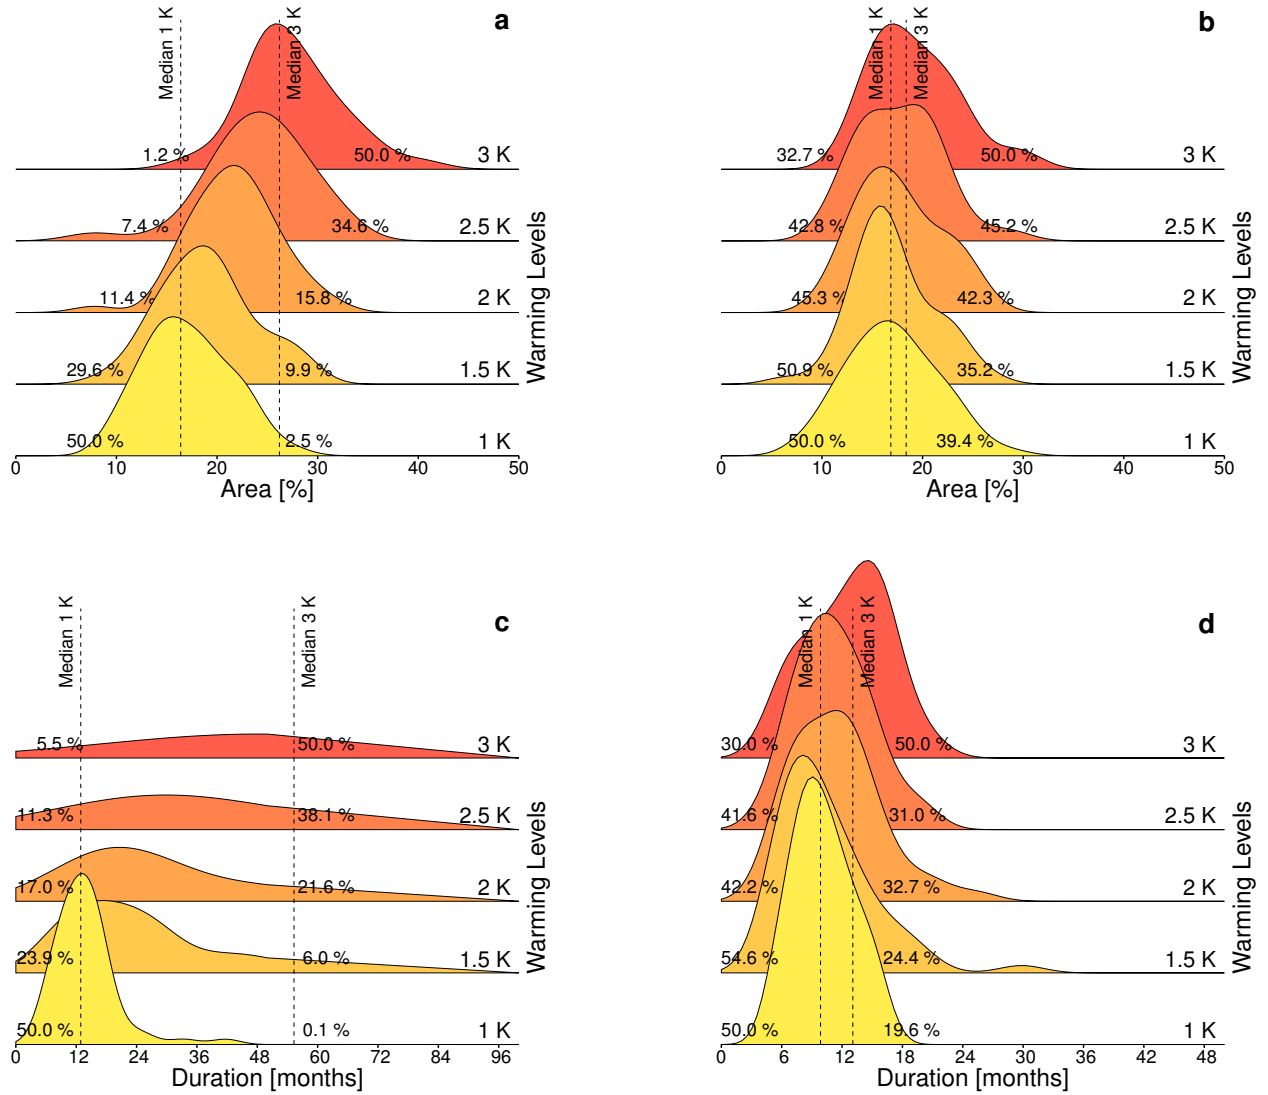 a
Median 1 K
Median 3 K
1.2 %
50.0 %
3 K
7.4 %
34.6 %
2.5 K
11.4 %
15.8 %
2 K
29.6 %
9.9 %
1.5 K
50.0 %
2.5 %
1 K
Warming Levels
0 10 20 30 40 50
Area [%]
b
Median 1 K
Median 3 K
32.7 %
50.0 %
3 K
42.8 %
45.2 %
2.5 K
45.3 %
42.3 %
2 K
50.9 %
35.2 %
1.5 K
50.0 %
39.4 %
1 K
Warming Levels
0 10 20 30 40 50
Area [%]
c
Median 1 K
Median 3 K
5.5 %
50.0 %
3 K
11.3 %
38.1 %
2.5 K
17.0 %
21.6 %
2 K
23.9 %
6.0 %
1.5 K
50.0 %
0.1 %
1 K
Warming Levels
0 12 24 36 48 60 72 84 96
Duration [months]
d
Median 1 K
Median 3 K
30.0 %
50.0 %
3 K
41.6 %
31.0 %
2.5 K
42.2 %
32.7 %
2 K
54.6 %
24.4 %
1.5 K
50.0 %
19.6 %
1 K
Warming Levels
0 6 12 18 24 30 36 42 48
Duration [months]